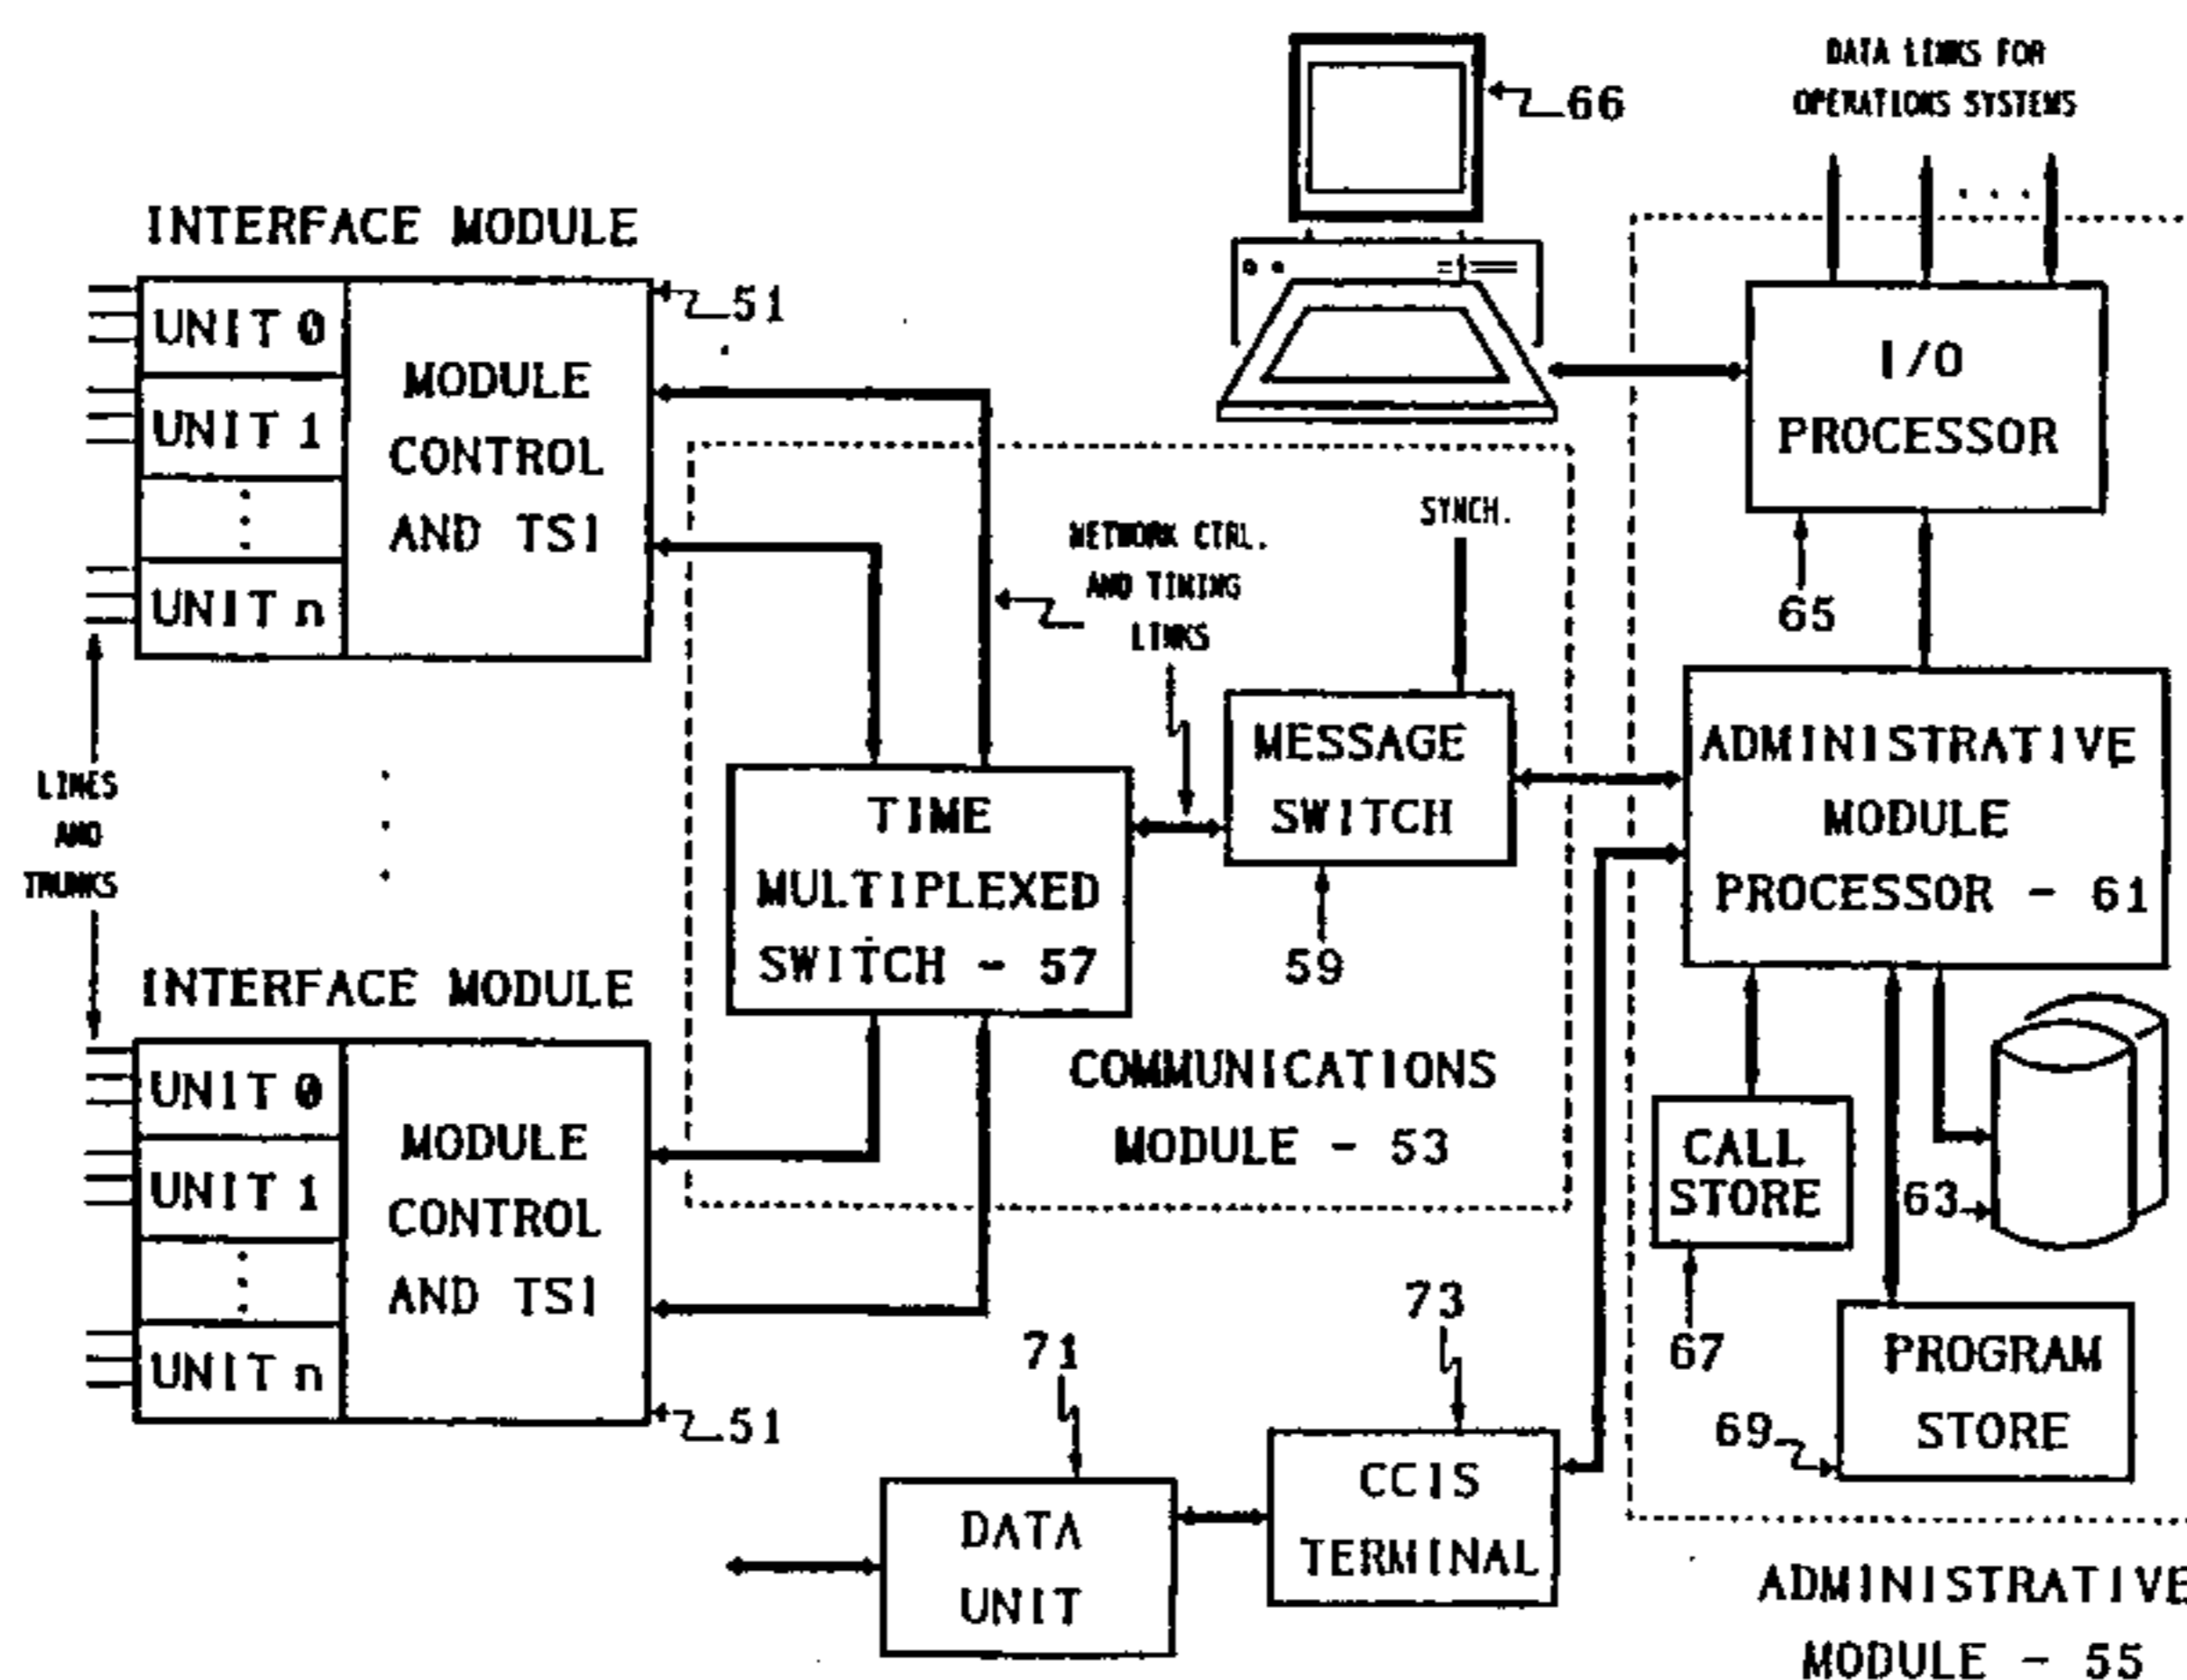 DATA LINKS FOR
OPERATIONS SYSTEMS
66
INTERFACE MODULE
51
UNIT 0
UNIT 1
UNIT n
MODULE
CONTROL
AND TSI
I/O
PROCESSOR
65
NETWORK CTRL.
AND TIMING
LINKS
SYNCH.
MESSAGE
SWITCH
59
ADMINISTRATIVE
MODULE
PROCESSOR - 61
LINES
AND
TRUNKS
TIME
MULTIPLEXED
SWITCH - 57
INTERFACE MODULE
UNIT 0
UNIT 1
UNIT n
MODULE
CONTROL
AND TSI
51
COMMUNICATIONS
MODULE - 53
CALL
STORE
67
63
PROGRAM
STORE
69
71
73
DATA
UNIT
CCIS
TERMINAL
ADMINISTRATIVE
MODULE - 55